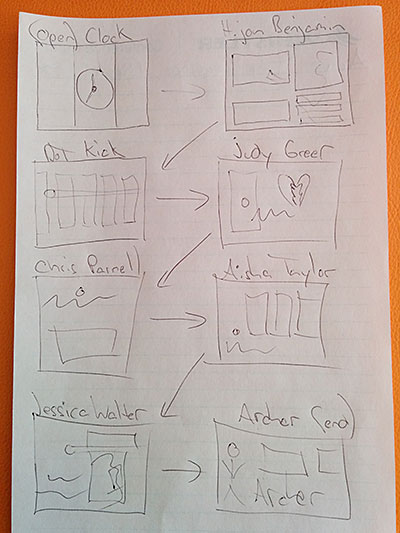 (Open) Clock
H. Jon Benjamin
Dot Kick
Judy Greer
Chris Parnell
Aisha Taylor
Jessica Walter
Archer (end)
Archer